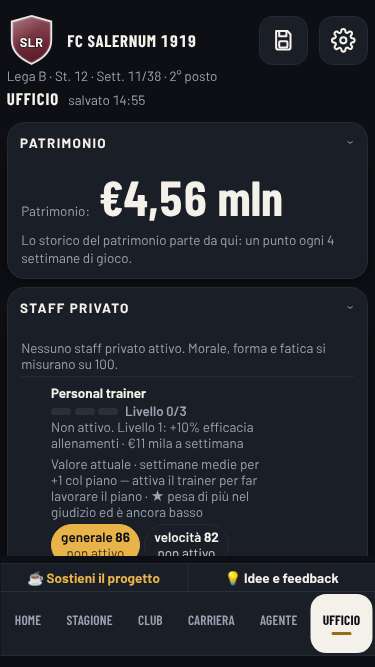 SLR
FC SALERNUM 1919
Lega B · St. 12 · Sett. 11/38 · 2° posto
UFFICIO salvato 14:55
PATRIMONIO
Patrimonio: €4,56 mln
Lo storico del patrimonio parte da qui: un punto ogni 4
settimane di gioco.
STAFF PRIVATO
Nessuno staff privato attivo. Morale, forma e fatica si
misurano su 100.
Personal trainer
Livello 0/3
Non attivo. Livello 1: +10% efficacia
allenamenti · €11 mila a settimana
Valore attuale · settimane medie per
+1 col piano — attiva il trainer per far
lavorare il piano · ★ pesa di più nel
giudizio ed è ancora basso
generale 86 velocità 82
non attivo non attivo
☕ Sostieni il progetto 💡 Idee e feedback
HOME STAGIONE CLUB CARRIERA AGENTE UFFICIO